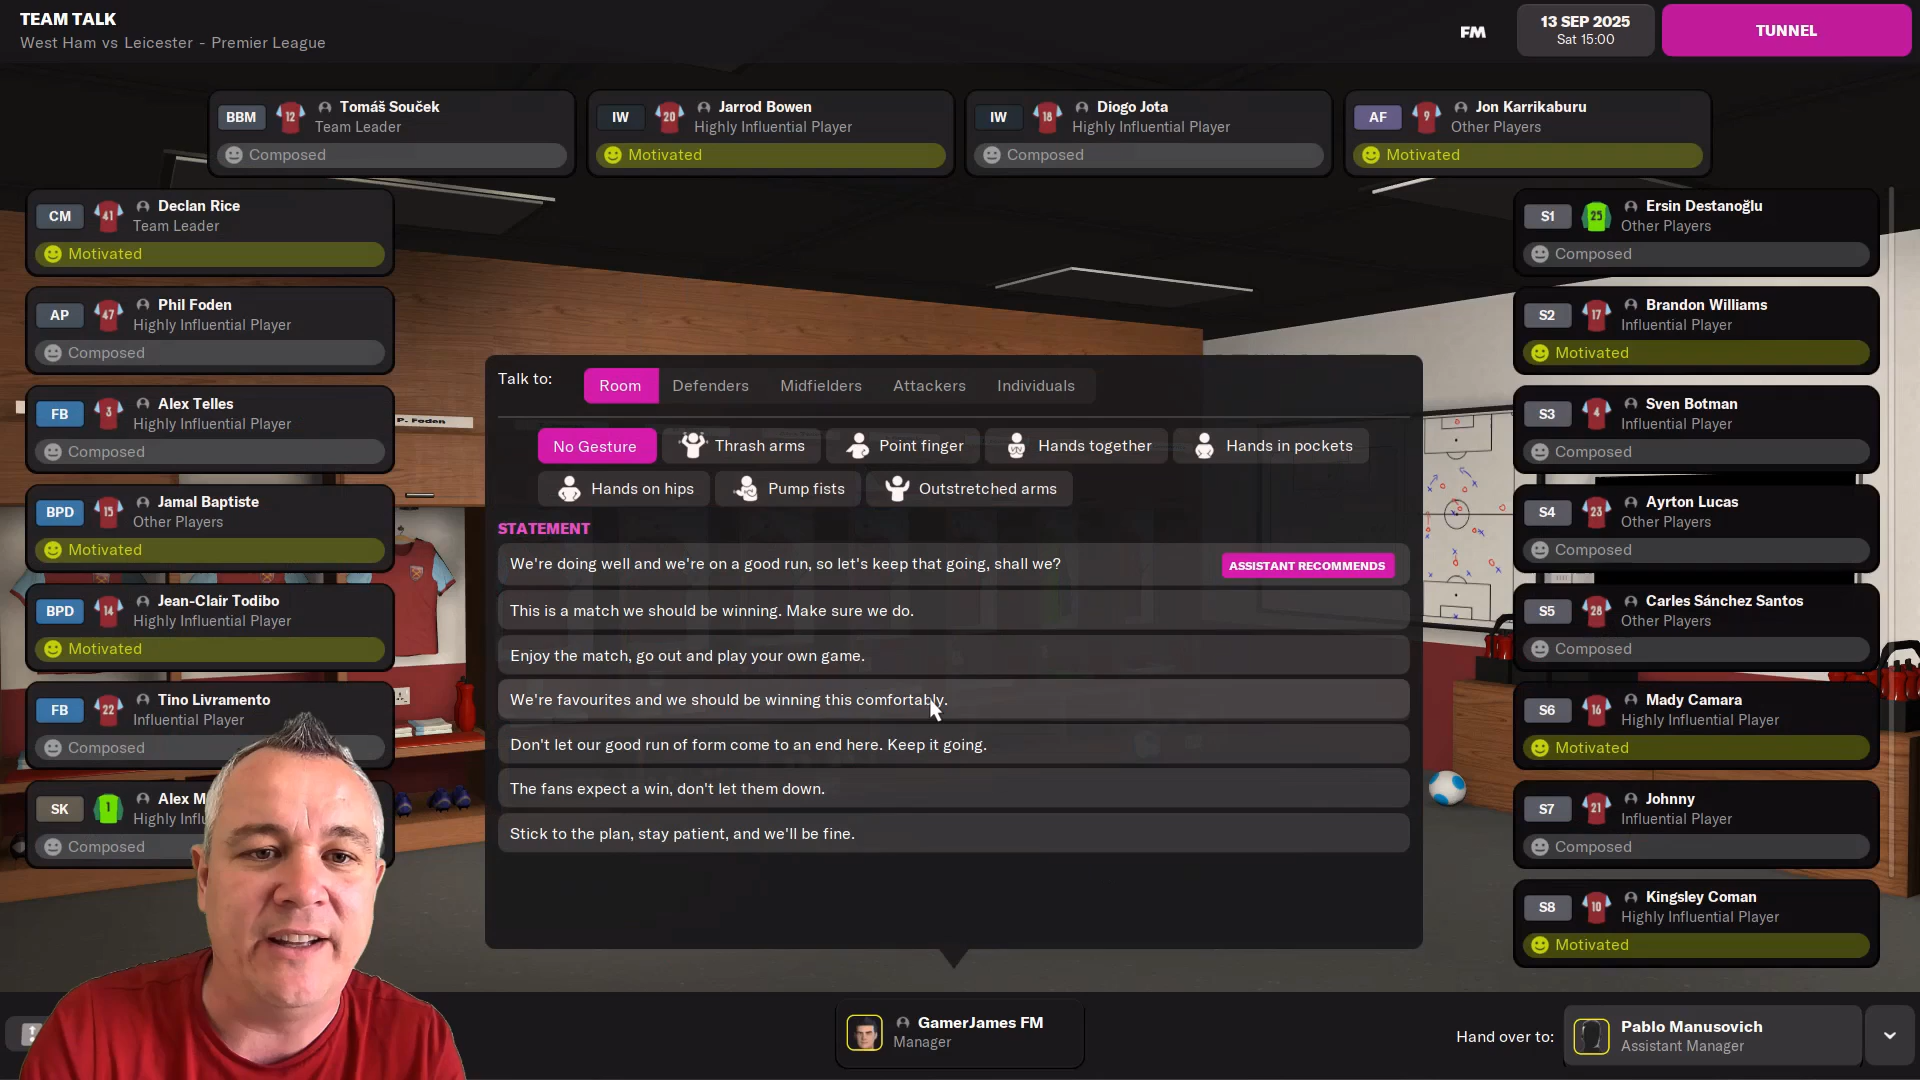 TEAM TALK
West Ham vs Leicester - Premier League
FM
13 SEP 2025
Sat 15:00
TUNNEL
BBM 12 Tomáš Souček
Team Leader
Composed
IW 20 Jarrod Bowen
Highly Influential Player
Motivated
IW 18 Diogo Jota
Highly Influential Player
Composed
AF 9 Jon Karrikaburu
Other Players
Motivated
CM 41 Declan Rice
Team Leader
Motivated
AP 47 Phil Foden
Highly Influential Player
Composed
FB 3 Alex Telles
Highly Influential Player
Composed
BPD 15 Jamal Baptiste
Other Players
Motivated
BPD 14 Jean-Clair Todibo
Highly Influential Player
Motivated
FB 22 Tino Livramento
Influential Player
Composed
SK 1 Alex M
Highly Influ
Composed
P. Foden
Talk to:
Room
Defenders
Midfielders
Attackers
Individuals
No Gesture
Thrash arms
Point finger
Hands together
Hands in pockets
Hands on hips
Pump fists
Outstretched arms
STATEMENT
We're doing well and we're on a good run, so let's keep that going, shall we?
ASSISTANT RECOMMENDS
This is a match we should be winning. Make sure we do.
Enjoy the match, go out and play your own game.
We're favourites and we should be winning this comfortably.
Don't let our good run of form come to an end here. Keep it going.
The fans expect a win, don't let them down.
Stick to the plan, stay patient, and we'll be fine.
S1 25 Ersin Destanoğlu
Other Players
Composed
S2 17 Brandon Williams
Influential Player
Motivated
S3 4 Sven Botman
Influential Player
Composed
S4 23 Ayrton Lucas
Other Players
Composed
S5 28 Carles Sánchez Santos
Other Players
Composed
S6 16 Mady Camara
Highly Influential Player
Motivated
S7 21 Johnny
Influential Player
Composed
S8 10 Kingsley Coman
Highly Influential Player
Motivated
GamerJames FM
Manager
Hand over to:
Pablo Manusovich
Assistant Manager